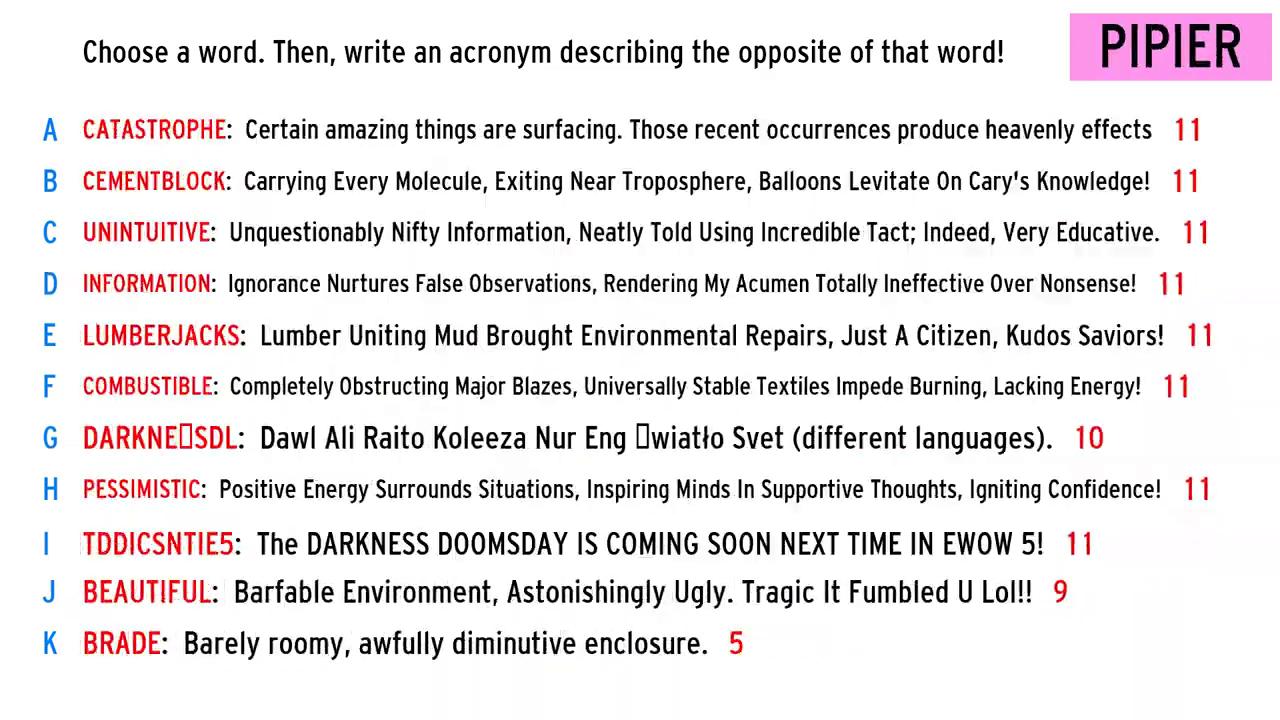 Choose a word. Then, write an acronym describing the opposite of that word!
PIPIER
A CATASTROPHE: Certain amazing things are surfacing. Those recent occurrences produce heavenly effects 11
B CEMENTBLOCK: Carrying Every Molecule, Exiting Near Troposphere, Balloons Levitate On Cary's Knowledge! 11
C UNINTUITIVE: Unquestionably Nifty Information, Neatly Told Using Incredible Tact; Indeed, Very Educative. 11
D INFORMATION: Ignorance Nurtures False Observations, Rendering My Acumen Totally Ineffective Over Nonsense! 11
E LUMBERJACKS: Lumber Uniting Mud Brought Environmental Repairs, Just A Citizen, Kudos Saviors! 11
F COMBUSTIBLE: Completely Obstructing Major Blazes, Universally Stable Textiles Impede Burning, Lacking Energy! 11
G DARKNE▯SDL: Dawl Ali Raito Koleeza Nur Eng ▯wiatło Svet (different languages). 10
H PESSIMISTIC: Positive Energy Surrounds Situations, Inspiring Minds In Supportive Thoughts, Igniting Confidence! 11
I TDDICSNTIE5: The DARKNESS DOOMSDAY IS COMING SOON NEXT TIME IN EWOW 5! 11
J BEAUTIFUL: Barfable Environment, Astonishingly Ugly. Tragic It Fumbled U Lol!! 9
K BRADE: Barely roomy, awfully diminutive enclosure. 5